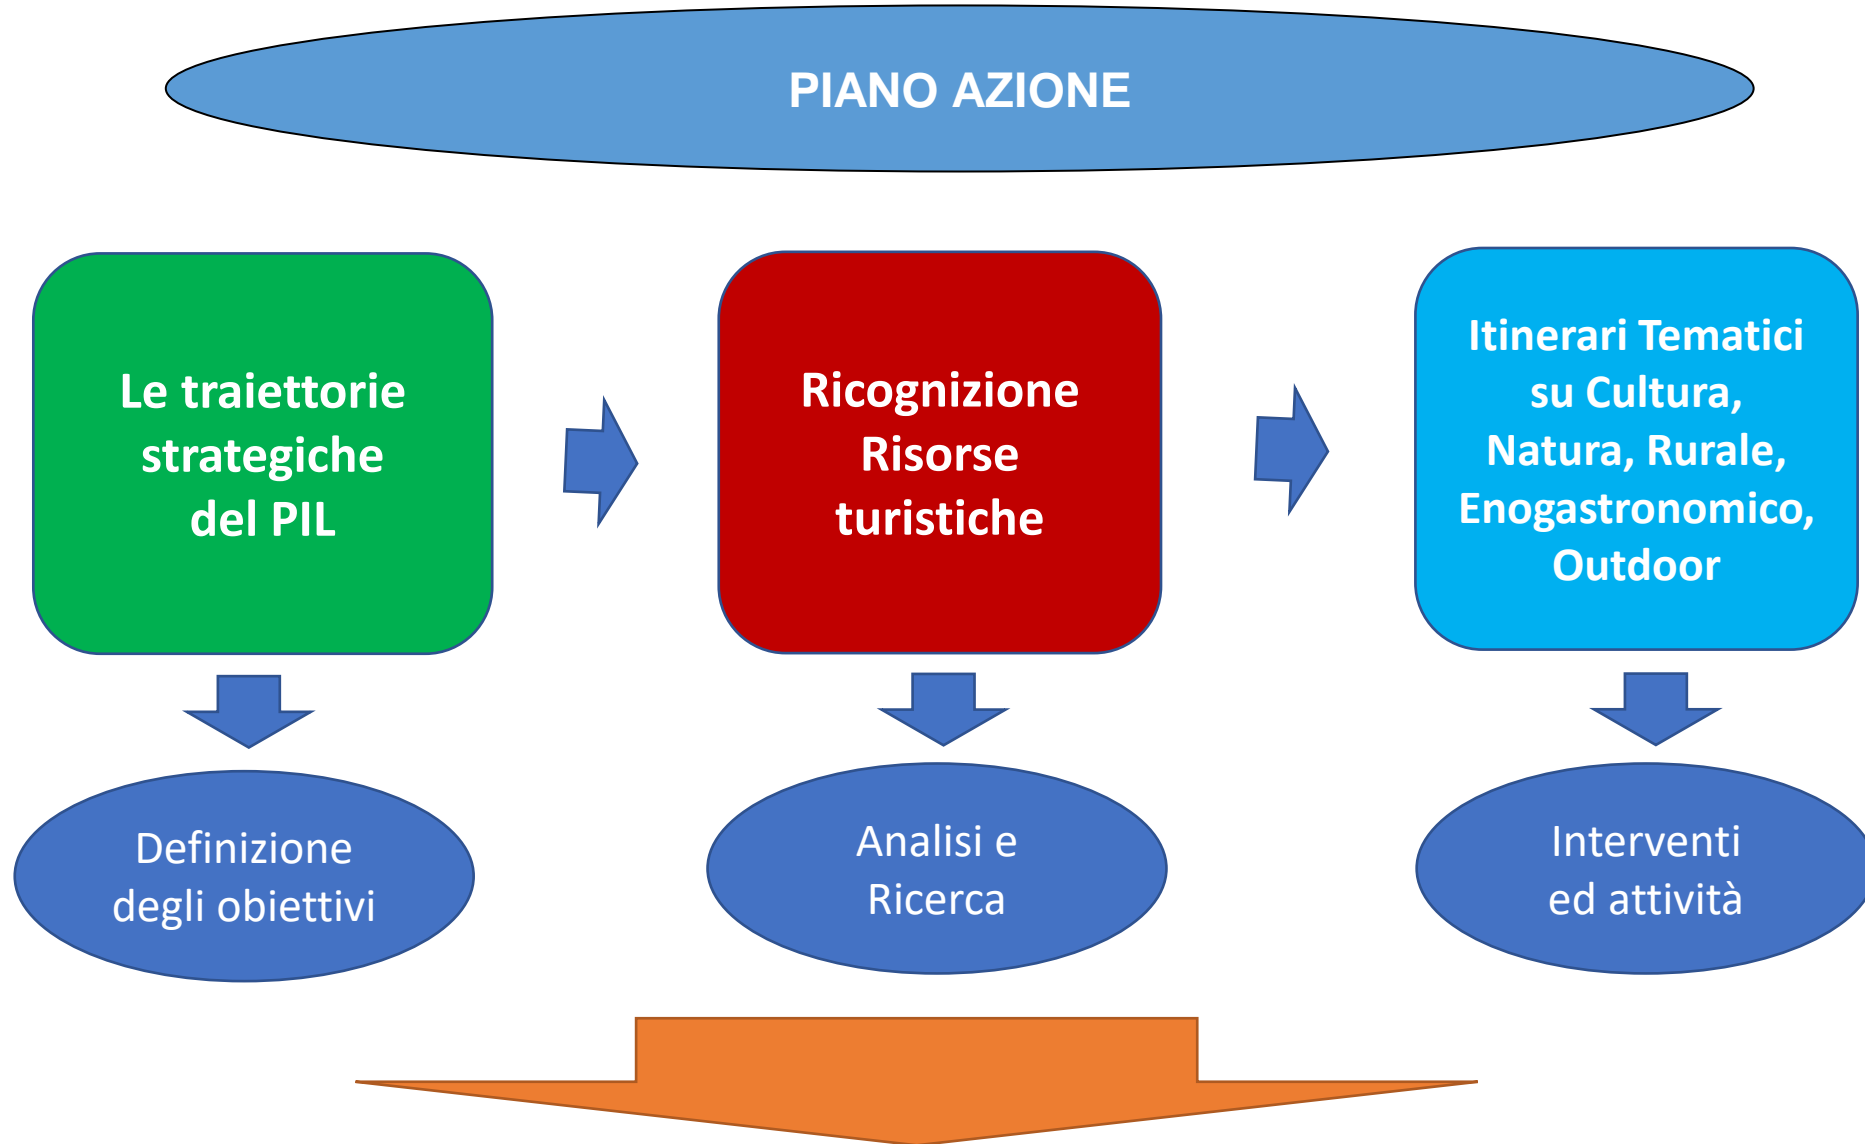 PIANO AZIONE
Le traiettorie
strategiche
del PIL
Ricognizione
Risorse
turistiche
Itinerari Tematici
su Cultura,
Natura, Rurale,
Enogastronomico,
Outdoor
Definizione
degli obiettivi
Analisi e
Ricerca
Interventi
ed attività